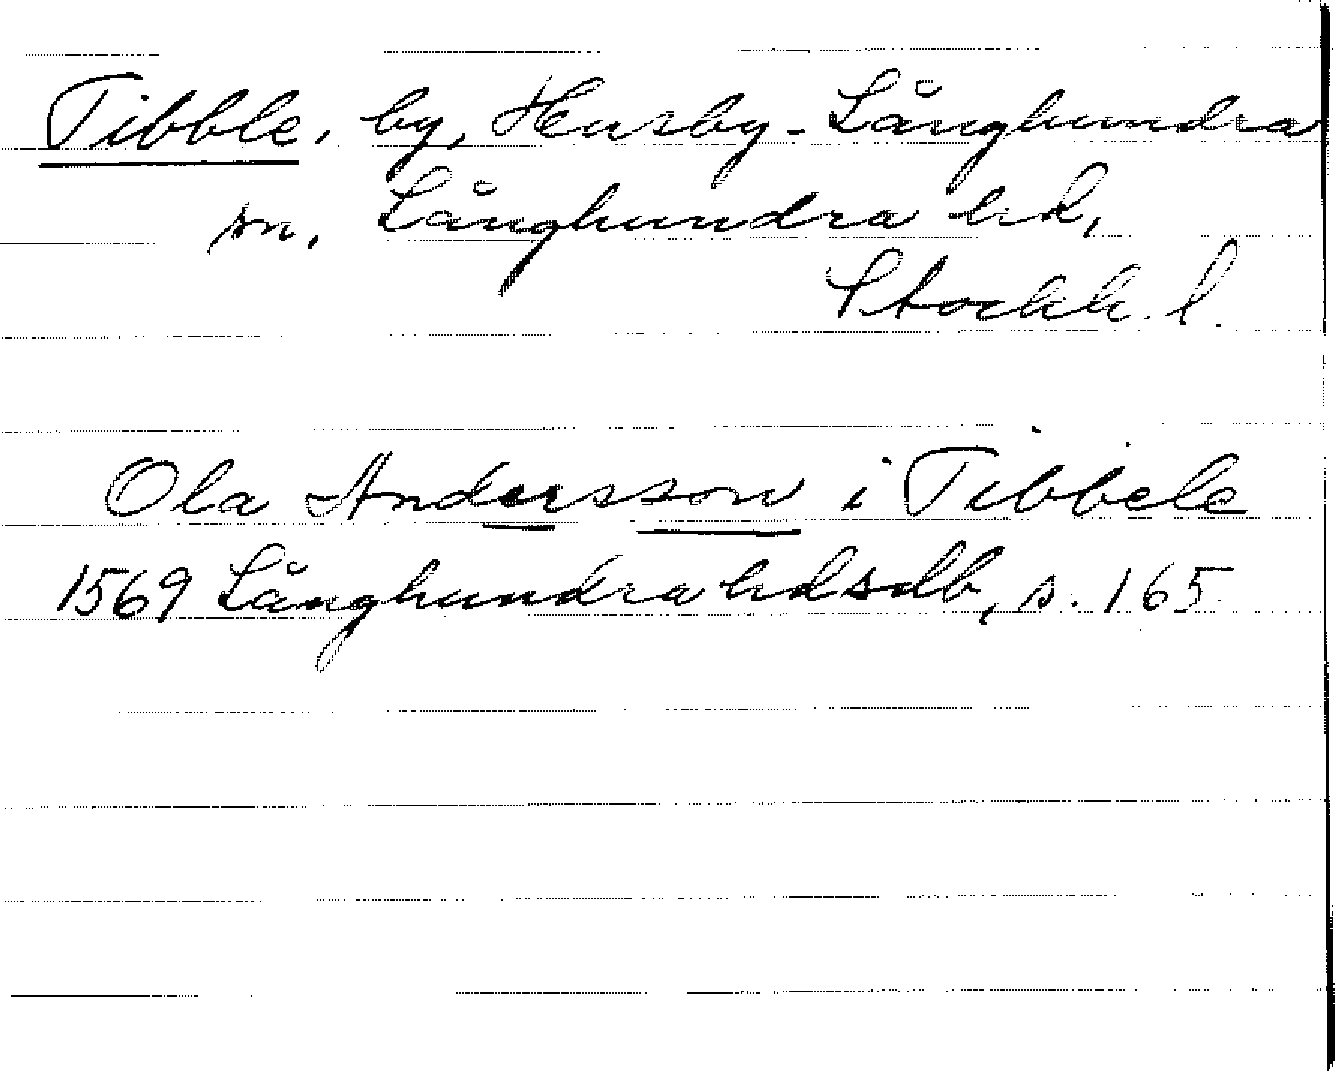 Tibble, by, Husby-Långhundra
sn, Långhundra hd,
Stockh. l.
Ola Andersson i Tibbele
1569 Långhundra hdsdb, s. 165